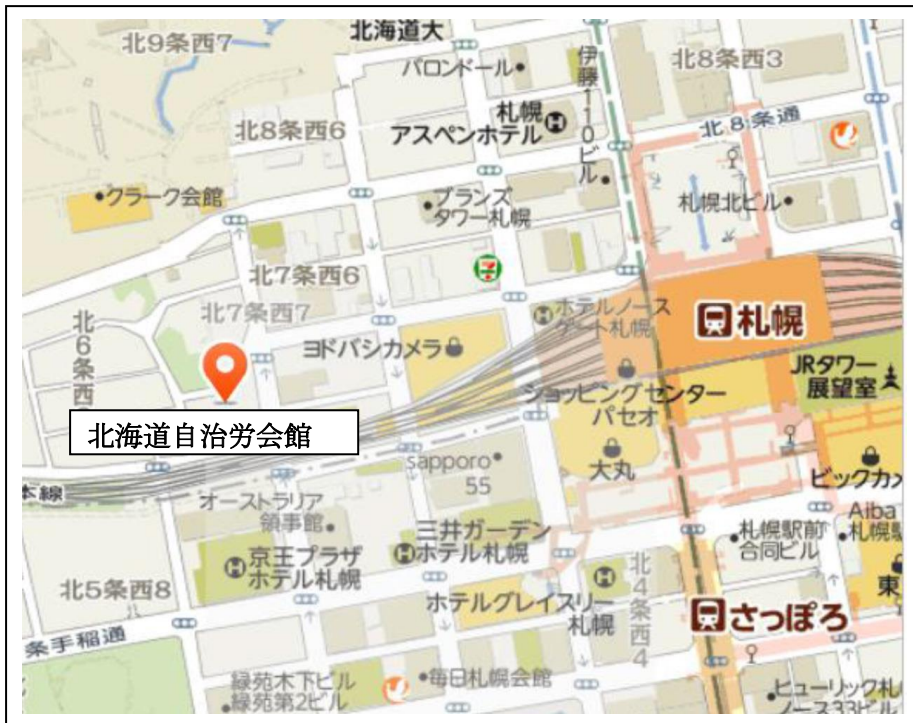 北9条西7
北海道大
バロンドール
伊藤110ビル
北8条西3
札幌
アスペンホテル
北8条西6
北8条通
クラーク会館
ブランズ
タワー札幌
札幌北ビル
北7条西6
北7条西7
ホテルノース
ゲート札幌
札幌
北6条西
ヨドバシカメラ
JRタワー
展望室
ショッピングセンター
パセオ
北海道自治労会館
sapporo
55
大丸
ビックカメ
本線
オーストラリア
領事館
三井ガーデン
ホテル札幌
札幌駅前
合同ビル
Aiba
札幌駅
京王プラザ
ホテル札幌
北5条西8
ホテルグレイスリー
札幌
北4条西4
東
さっぽろ
条手稲通
緑苑木下ビル
緑苑第2ビル
毎日札幌会館
ヒューリック札
ノース33ビル